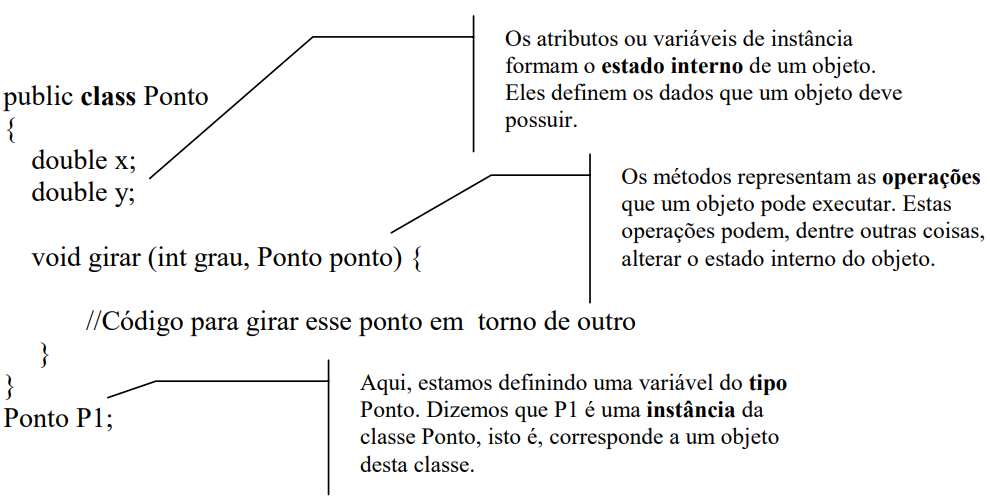 Os atributos ou variáveis de instância
formam o estado interno de um objeto.
Eles definem os dados que um objeto deve
possuir.
public class Ponto
{
double x;
double y;
Os métodos representam as operações
que um objeto pode executar. Estas
operações podem, dentre outras coisas,
alterar o estado interno do objeto.
void girar (int grau, Ponto ponto) {
//Código para girar esse ponto em  torno de outro
}
}
Ponto P1;
Aqui, estamos definindo uma variável do tipo
Ponto. Dizemos que P1 é uma instância da
classe Ponto, isto é, corresponde a um objeto
desta classe.